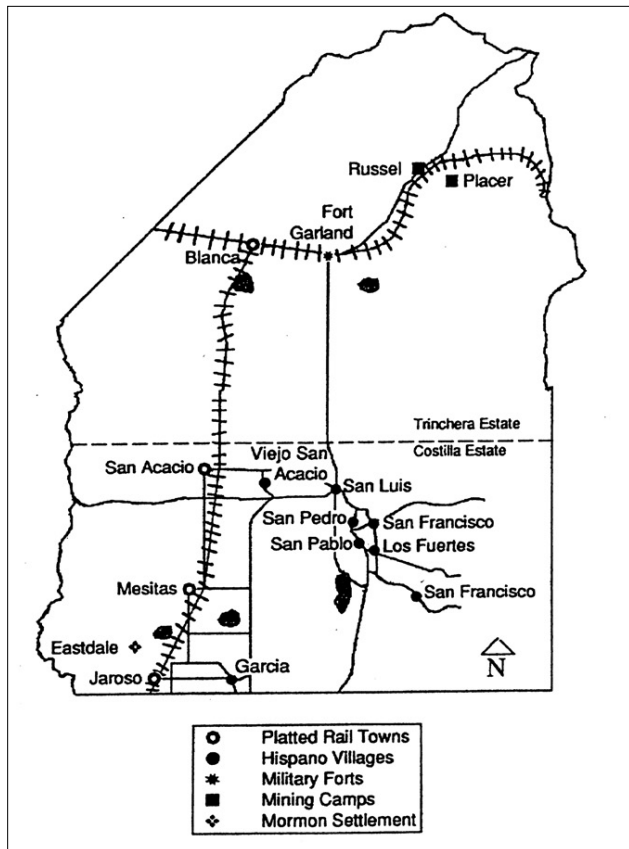 Russel
Placer
Fort
Garland
Blanca
Trinchera Estate
Costilla Estate
Viejo San
Acacio
San Acacio
San Luis
San Pedro
San Francisco
San Pablo
Los Fuertes
Mesitas
San Francisco
Eastdale
Garcia
Jaroso
N
Platted Rail Towns
Hispano Villages
Military Forts
Mining Camps
Mormon Settlement